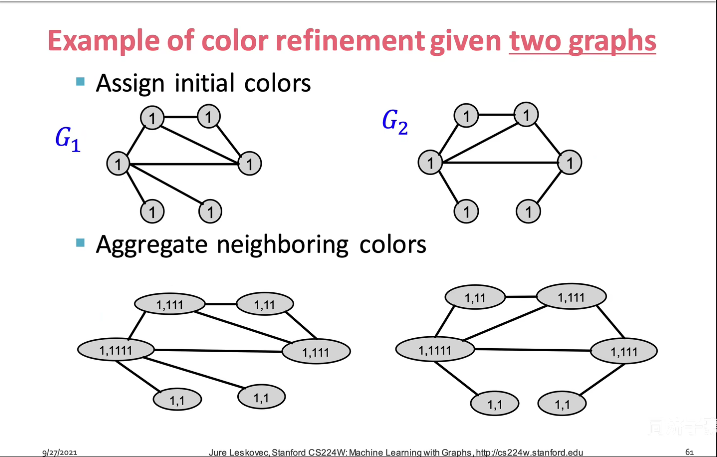 Example of color refinement given two graphs
Assign initial colors
G1
G2
1 1
1 1
1 1
1 1
1 1
1 1
Aggregate neighboring colors
1,111 1,11
1,11 1,111
1,1111 1,111
1,1111 1,111
1,1 1,1
1,1 1,1
9/27/2021
Jure Leskovec, Stanford CS224W: Machine Learning with Graphs, http://cs224w.stanford.edu
61